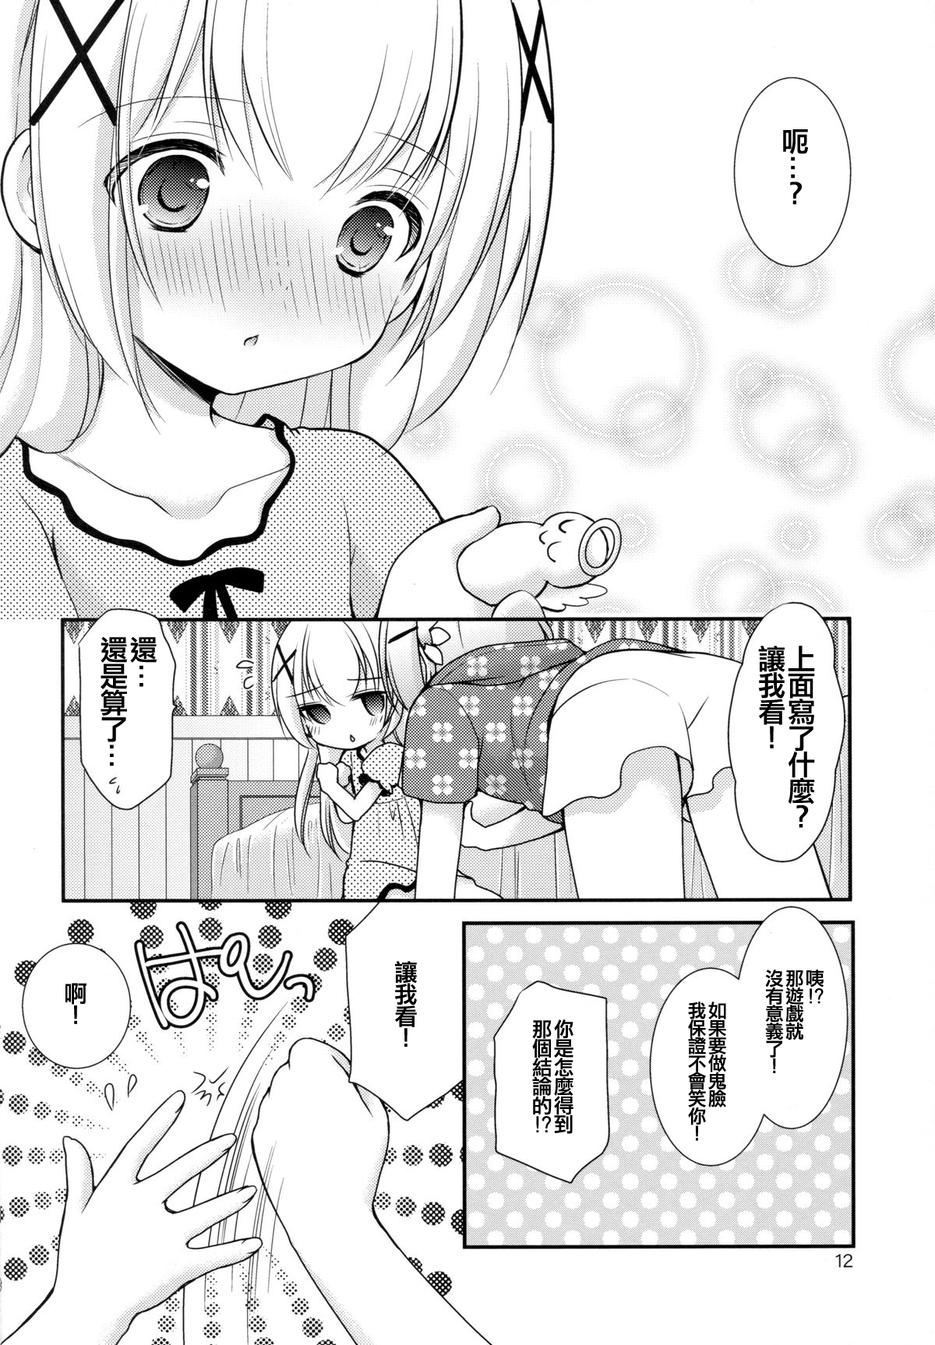 呃…?
上面寫了什麼?
讓我看!
還…
還是算了…
咦!?
那遊戲就
沒有意義了!
如果要做鬼臉
我保證不會笑你!
你是怎麼得到
那個結論的!?
讓我看!
ぱしっ
啊!
12